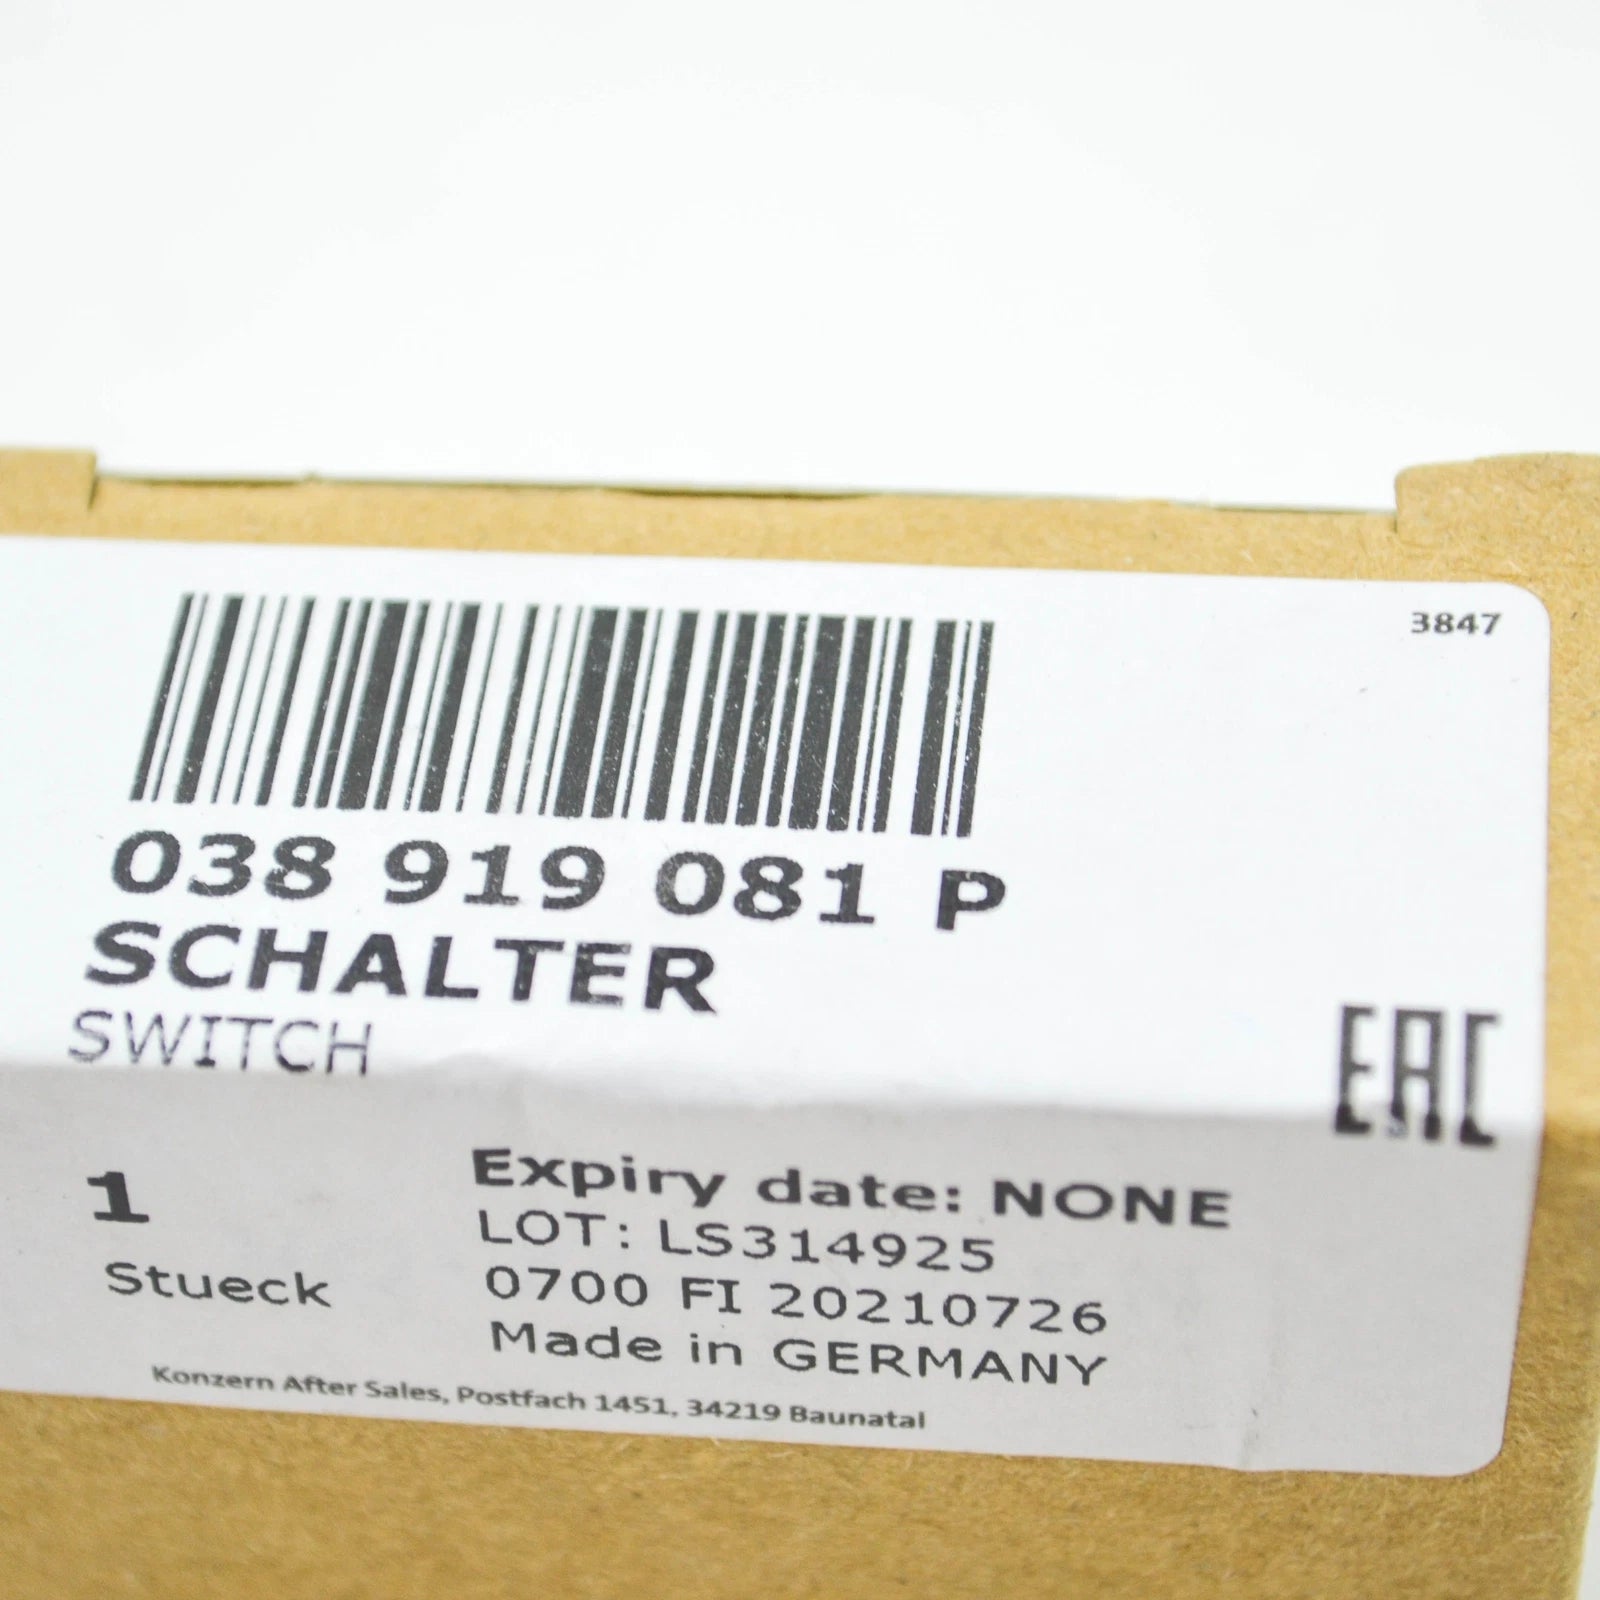 3847
038 919 081 P
SCHALTER
SWITCH
EAC
1
Stueck
Expiry date: NONE
LOT: LS314925
0700 FI 20210726
Made in GERMANY
Konzern After Sales, Postfach 1451, 34219 Baunatal